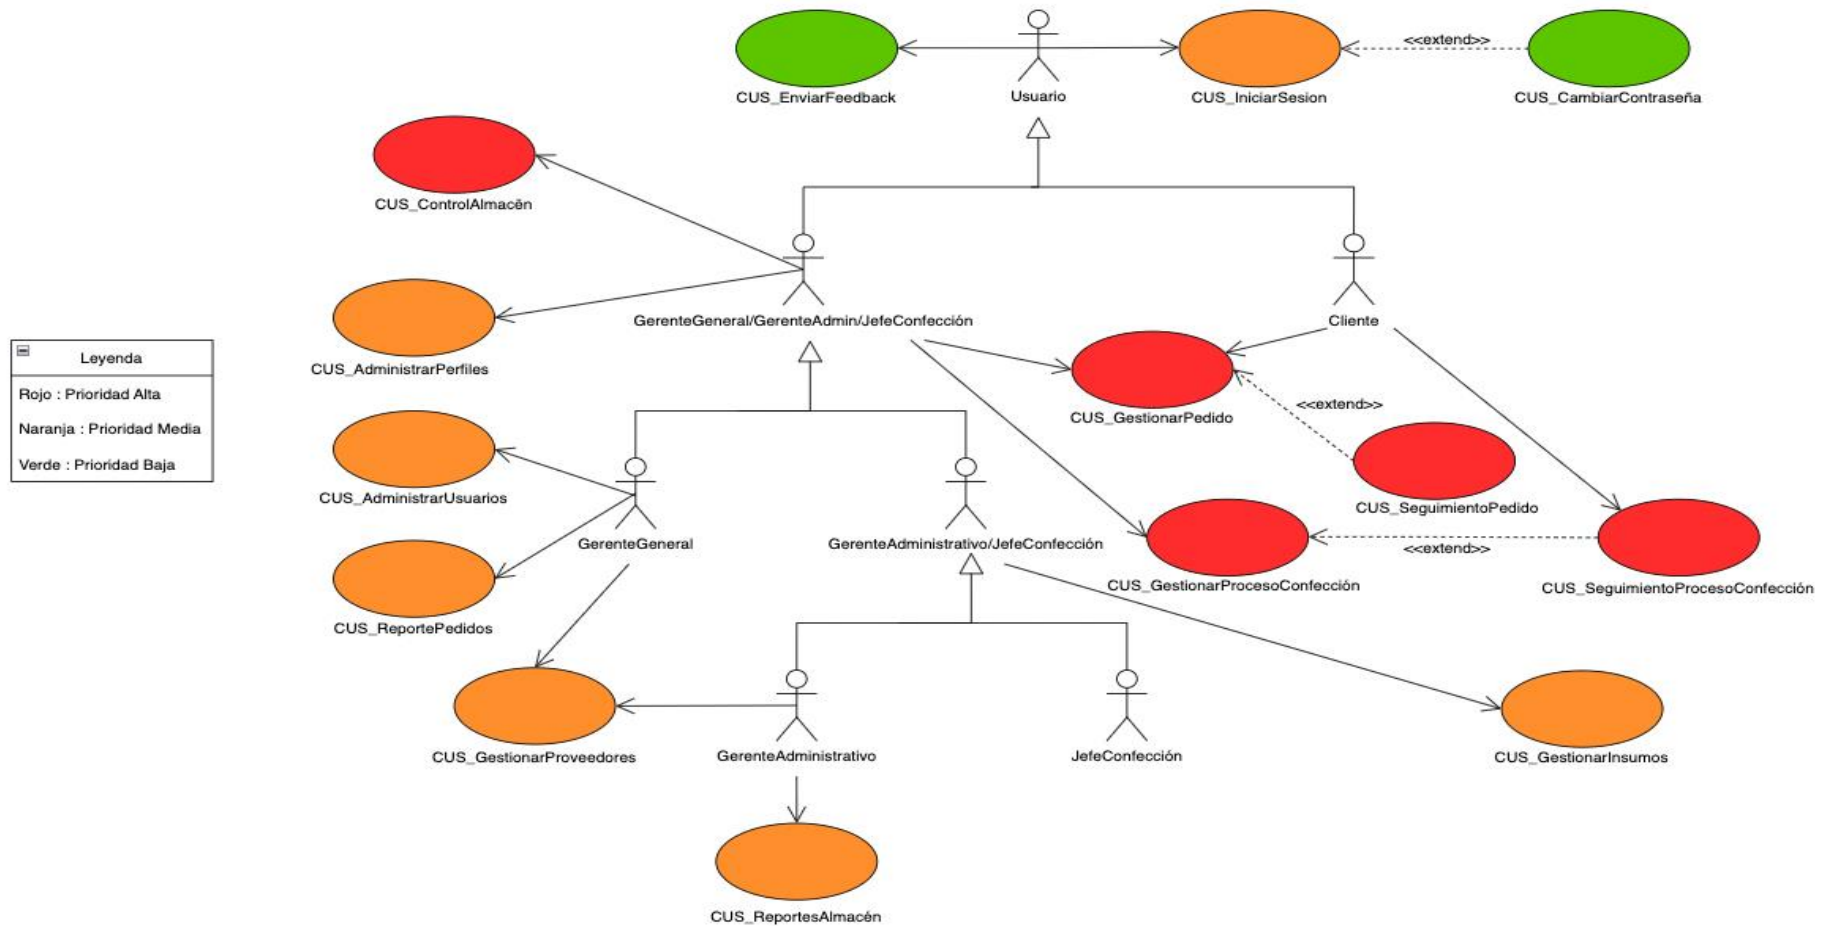 <<extend>>
CUS_EnviarFeedback
Usuario
CUS_IniciarSesion
CUS_CambiarContraseña
CUS_ControlAlmacën
GerenteGeneral/GerenteAdmin/JefeConfección
Cliente
CUS_AdministrarPerfiles
Leyenda
Rojo : Prioridad Alta
Naranja : Prioridad Media
Verde : Prioridad Baja
<<extend>>
CUS_GestionarPedido
CUS_AdministrarUsuarios
CUS_SeguimientoPedido
GerenteGeneral
GerenteAdministrativo/JefeConfección
<<extend>>
CUS_GestionarProcesoConfección
CUS_SeguimientoProcesoConfección
CUS_ReportePedidos
CUS_GestionarProveedores
GerenteAdministrativo
JefeConfección
CUS_GestionarInsumos
CUS_ReportesAlmacén